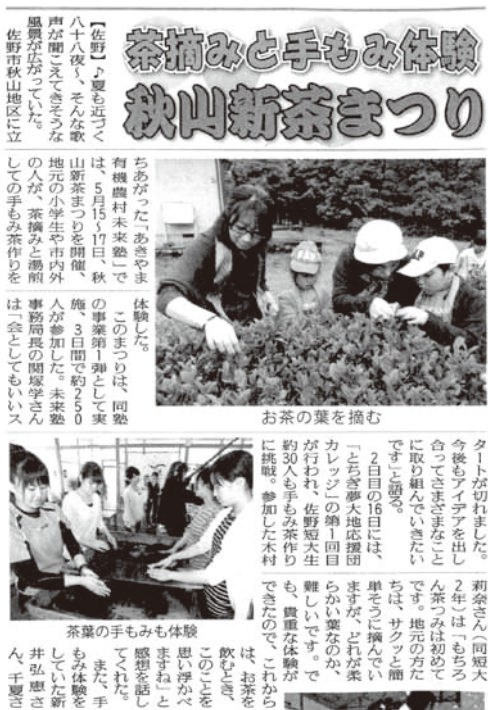 茶摘みと手もみ体験
秋山新茶まつり
【佐野】♪夏も近づく
八十八夜〜、そんな歌
声が聞こえてきそうな
風景が広がっていた。
佐野市秋山地区に立
ちあがった「あきやま
有機農村未来塾」で
は、5月15〜17日、秋
山新茶まつりを開催、
地元の小学生や市内外
の人が、茶摘みと湯煎
しての手もみ茶作りを
体験した。
このまつりは、同塾
の事業第1弾として実
施、3日間で約250
人が参加した。未来塾
事務局長の関塚学さん
は「会としてもいいス
お茶の葉を摘む
タートが切れました。
今後もアイデアを出し
合ってさまざまなこと
に取り組んでいきたい
です」と語る。
2日目の16日には、
「とちぎ夢大地応援団
カレッジ」の第1回目
が行われ、佐野短大生
約30人も手もみ茶作り
に挑戦。参加した木村
茶葉の手もみも体験
莉奈さん（同短大
2年）は「もちろ
ん茶つみは初めて
です。地元の方た
ちは、サクッと簡
単そうに摘んでい
ますが、どれが柔
らかい葉なのか、
難しいです。で
も、貴重な体験が
できたので、これから
は、お茶を
飲むとき、
このことを
思い浮かべ
ますね」と
感想を話し
てくれた。
また、手
もみ体験を
していた新
井弘恵さ
ん、千夏さ